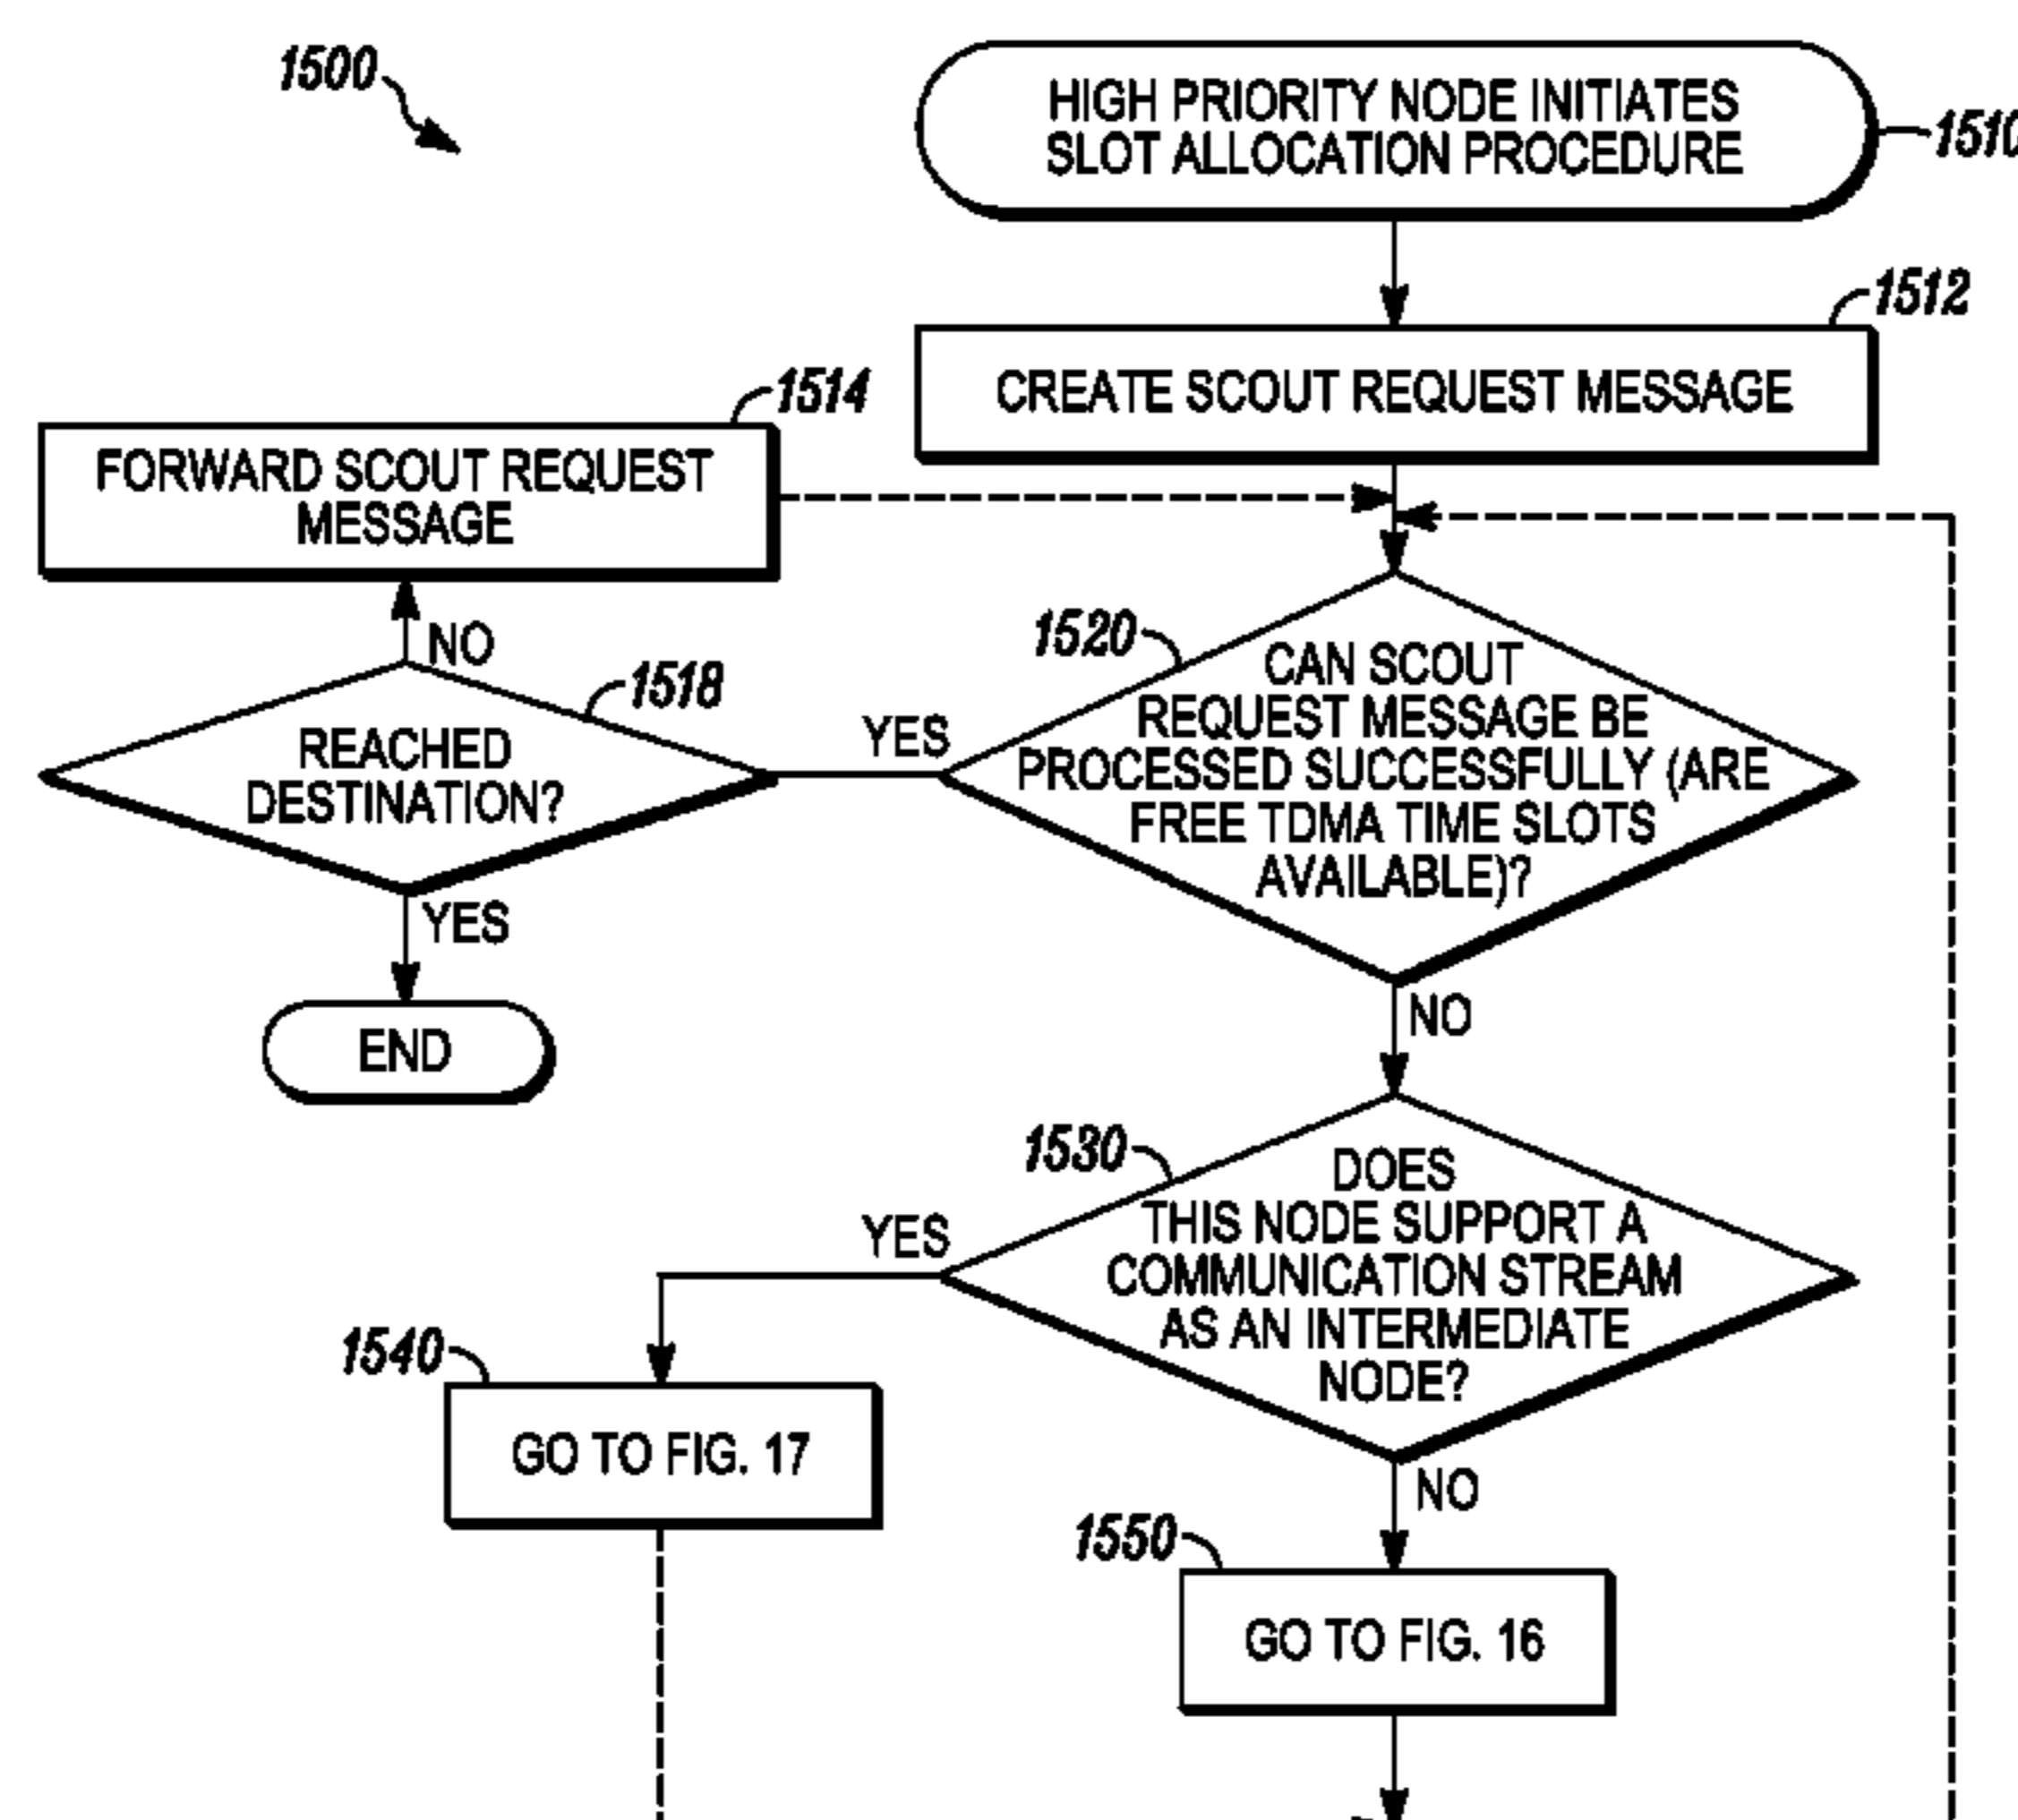 1500
HIGH PRIORITY NODE INITIATES
SLOT ALLOCATION PROCEDURE
1510
1512
CREATE SCOUT REQUEST MESSAGE
1514
FORWARD SCOUT REQUEST
MESSAGE
NO
1518
REACHED
DESTINATION?
YES
END
1520
YES
CAN SCOUT
REQUEST MESSAGE BE
PROCESSED SUCCESSFULLY (ARE
FREE TDMA TIME SLOTS
AVAILABLE)?
NO
1530
YES
DOES
THIS NODE SUPPORT A
COMMUNICATION STREAM
AS AN INTERMEDIATE
NODE?
1540
GO TO FIG. 17
NO
1550
GO TO FIG. 16